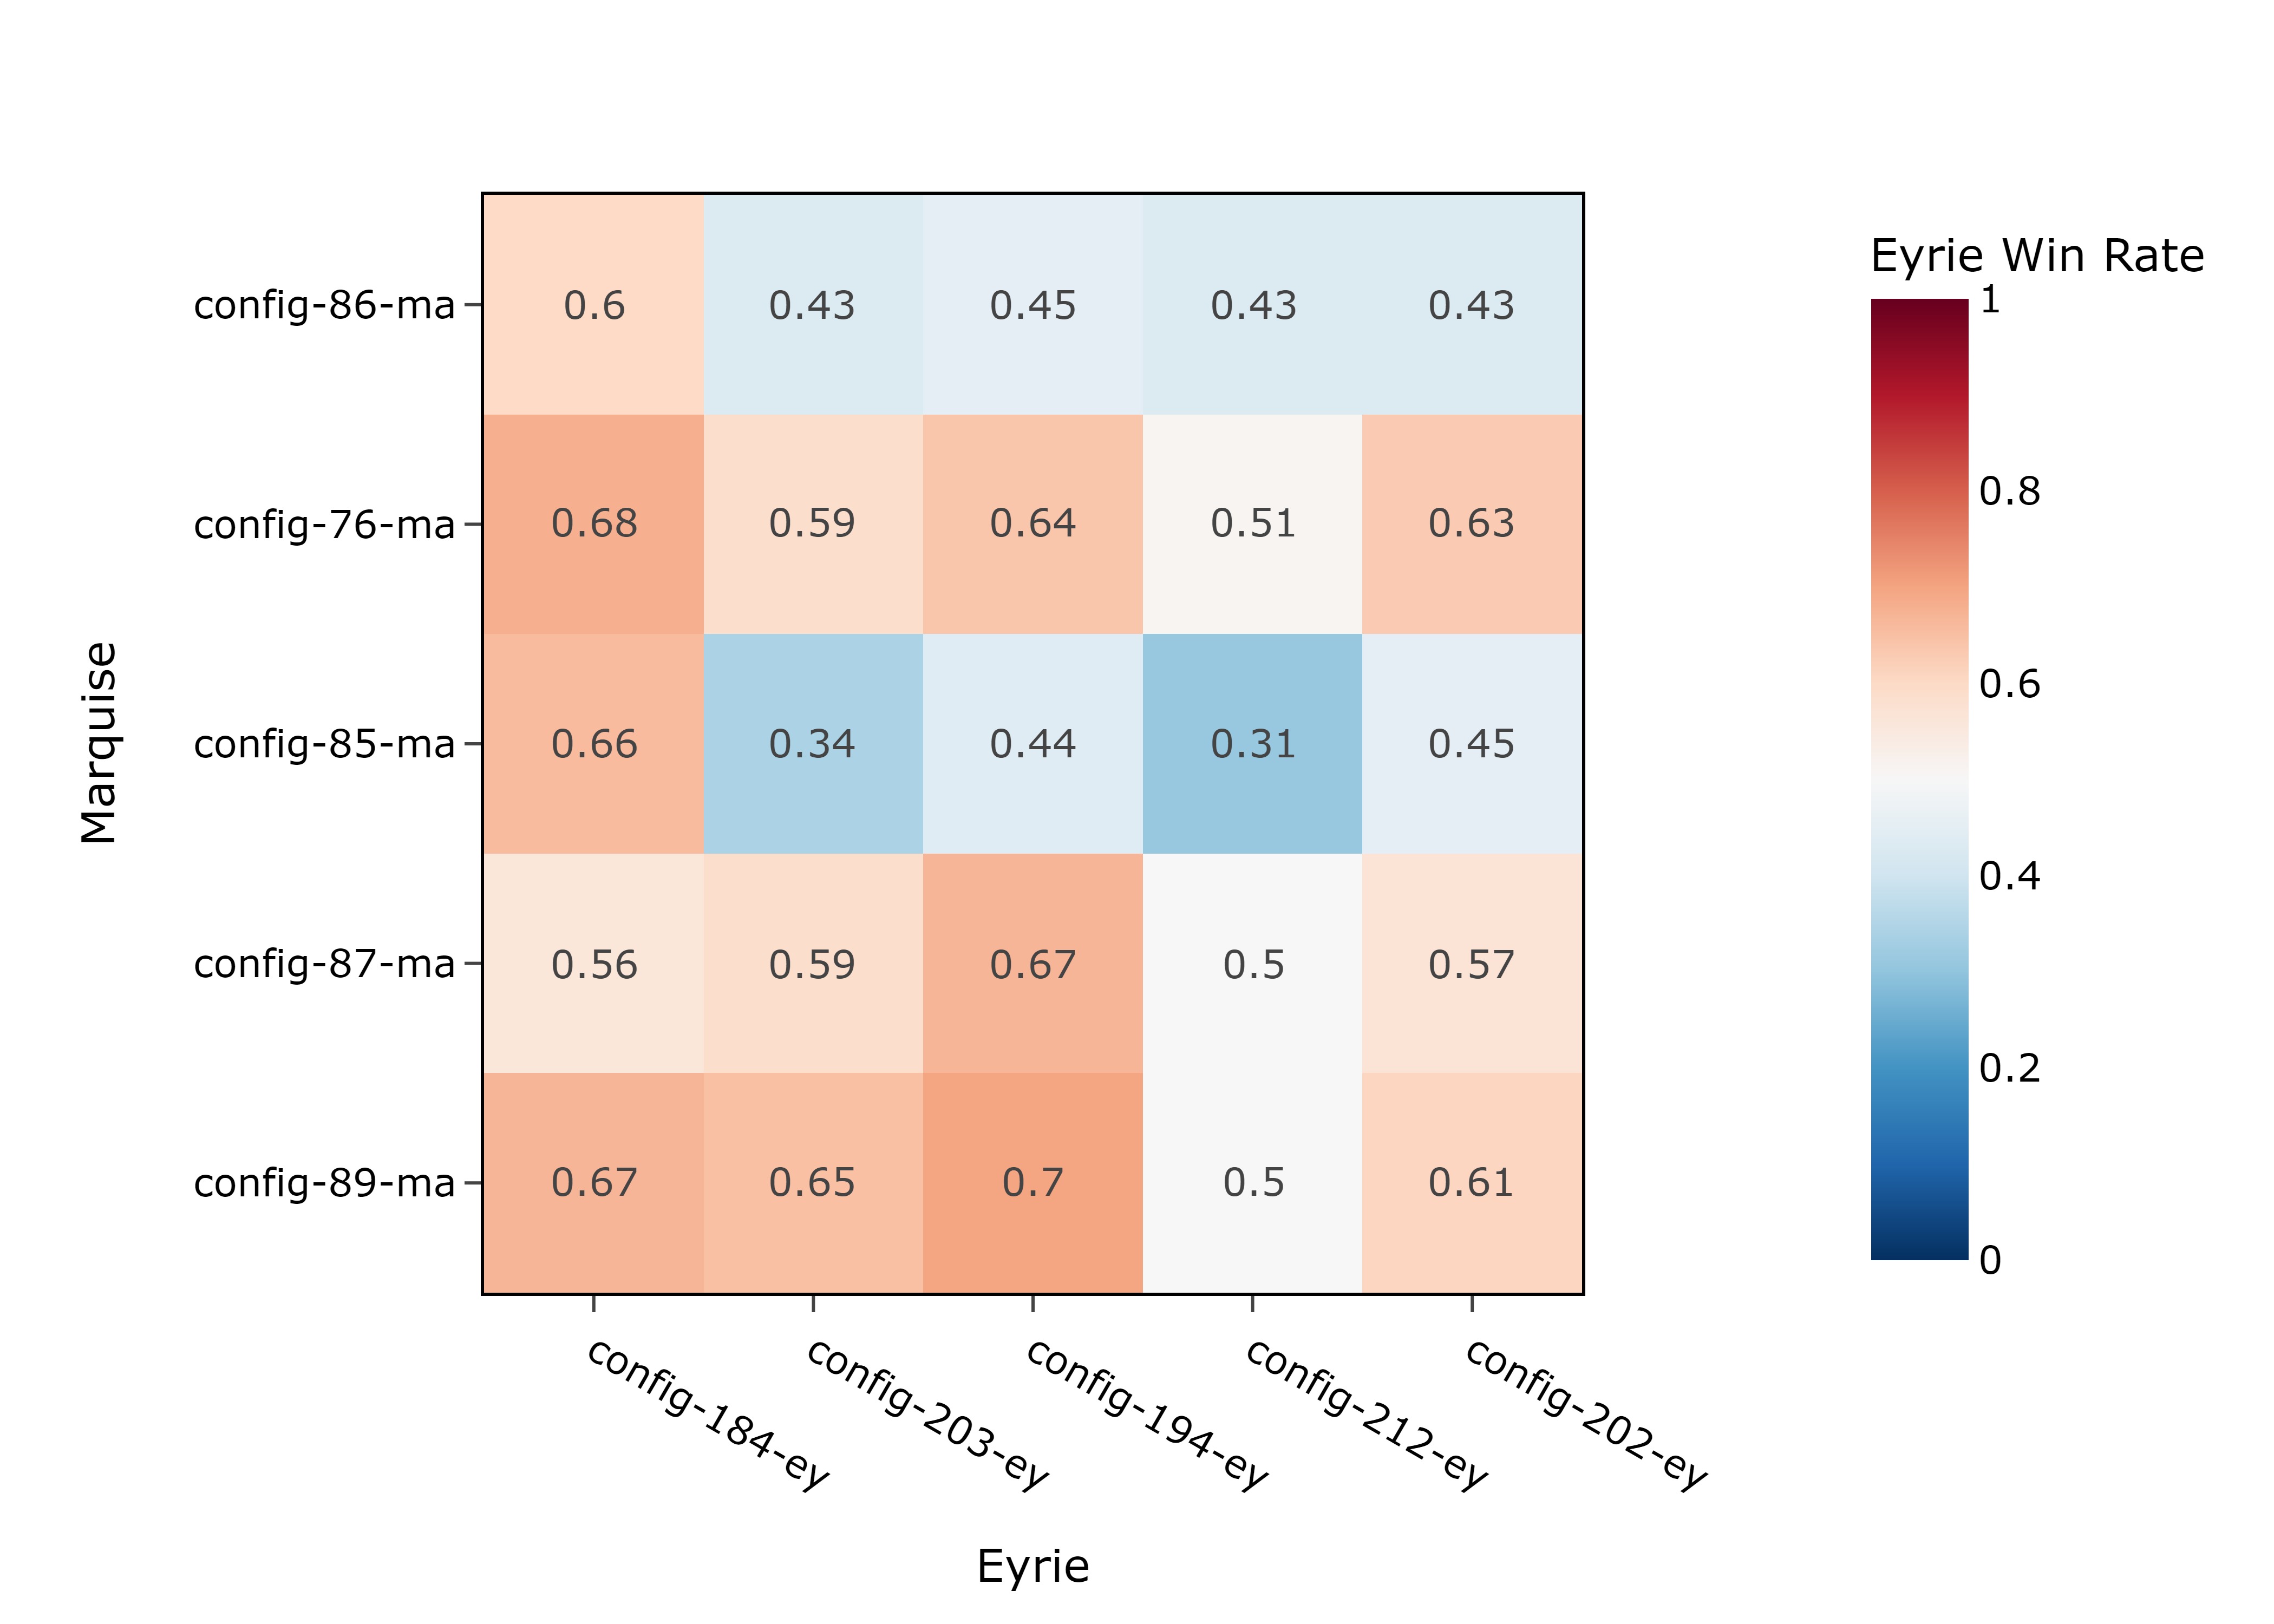 Eyrie Win Rate
1
0.8
0.6
0.4
0.2
0
Marquise
config-86-ma 0.6 0.43 0.45 0.43 0.43
config-76-ma 0.68 0.59 0.64 0.51 0.63
config-85-ma 0.66 0.34 0.44 0.31 0.45
config-87-ma 0.56 0.59 0.67 0.5 0.57
config-89-ma 0.67 0.65 0.7 0.5 0.61
config-184-ey
config-203-ey
config-194-ey
config-212-ey
config-202-ey
Eyrie